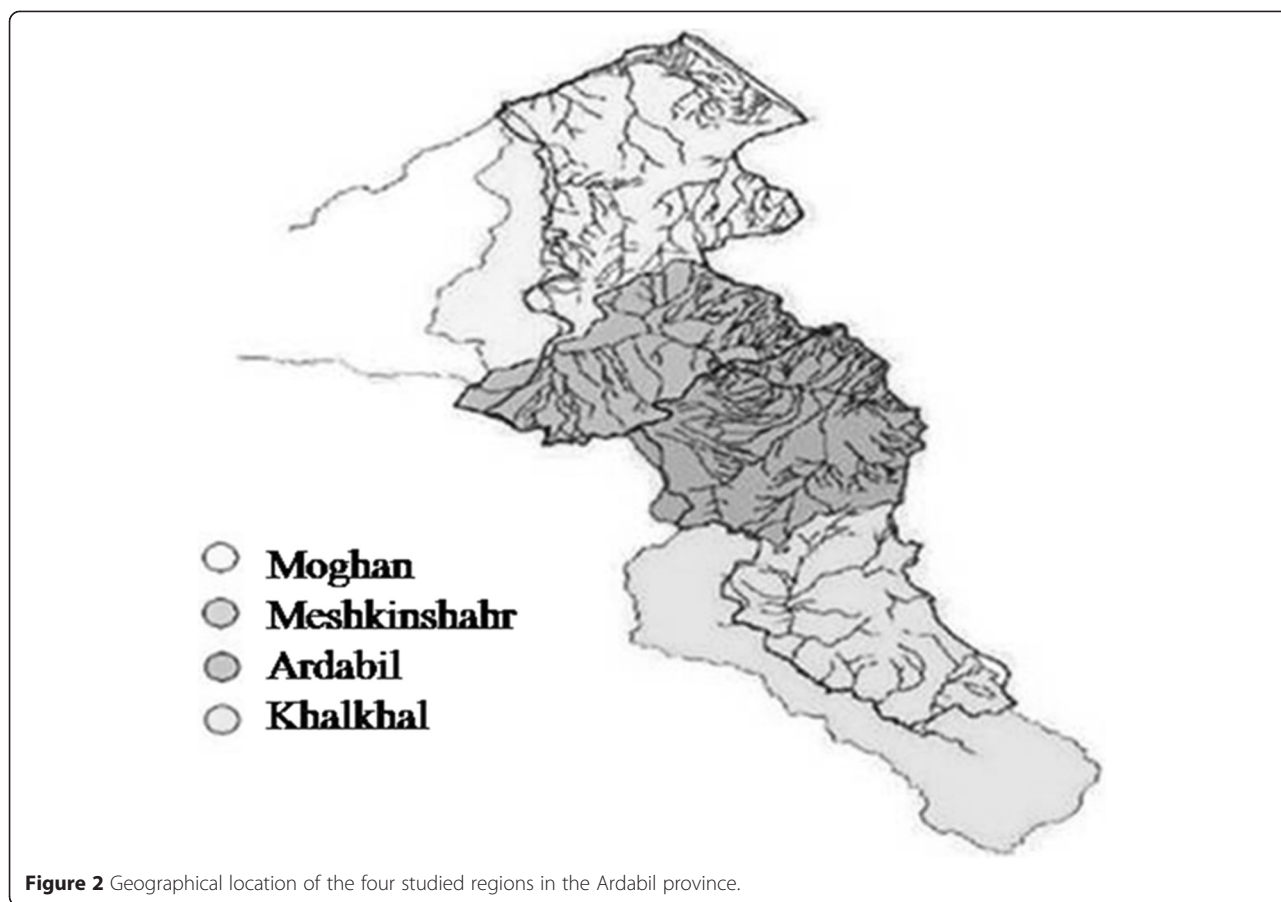 Moghan
Meshkinshahr
Ardabil
Khalkhal
Figure 2 Geographical location of the four studied regions in the Ardabil province.